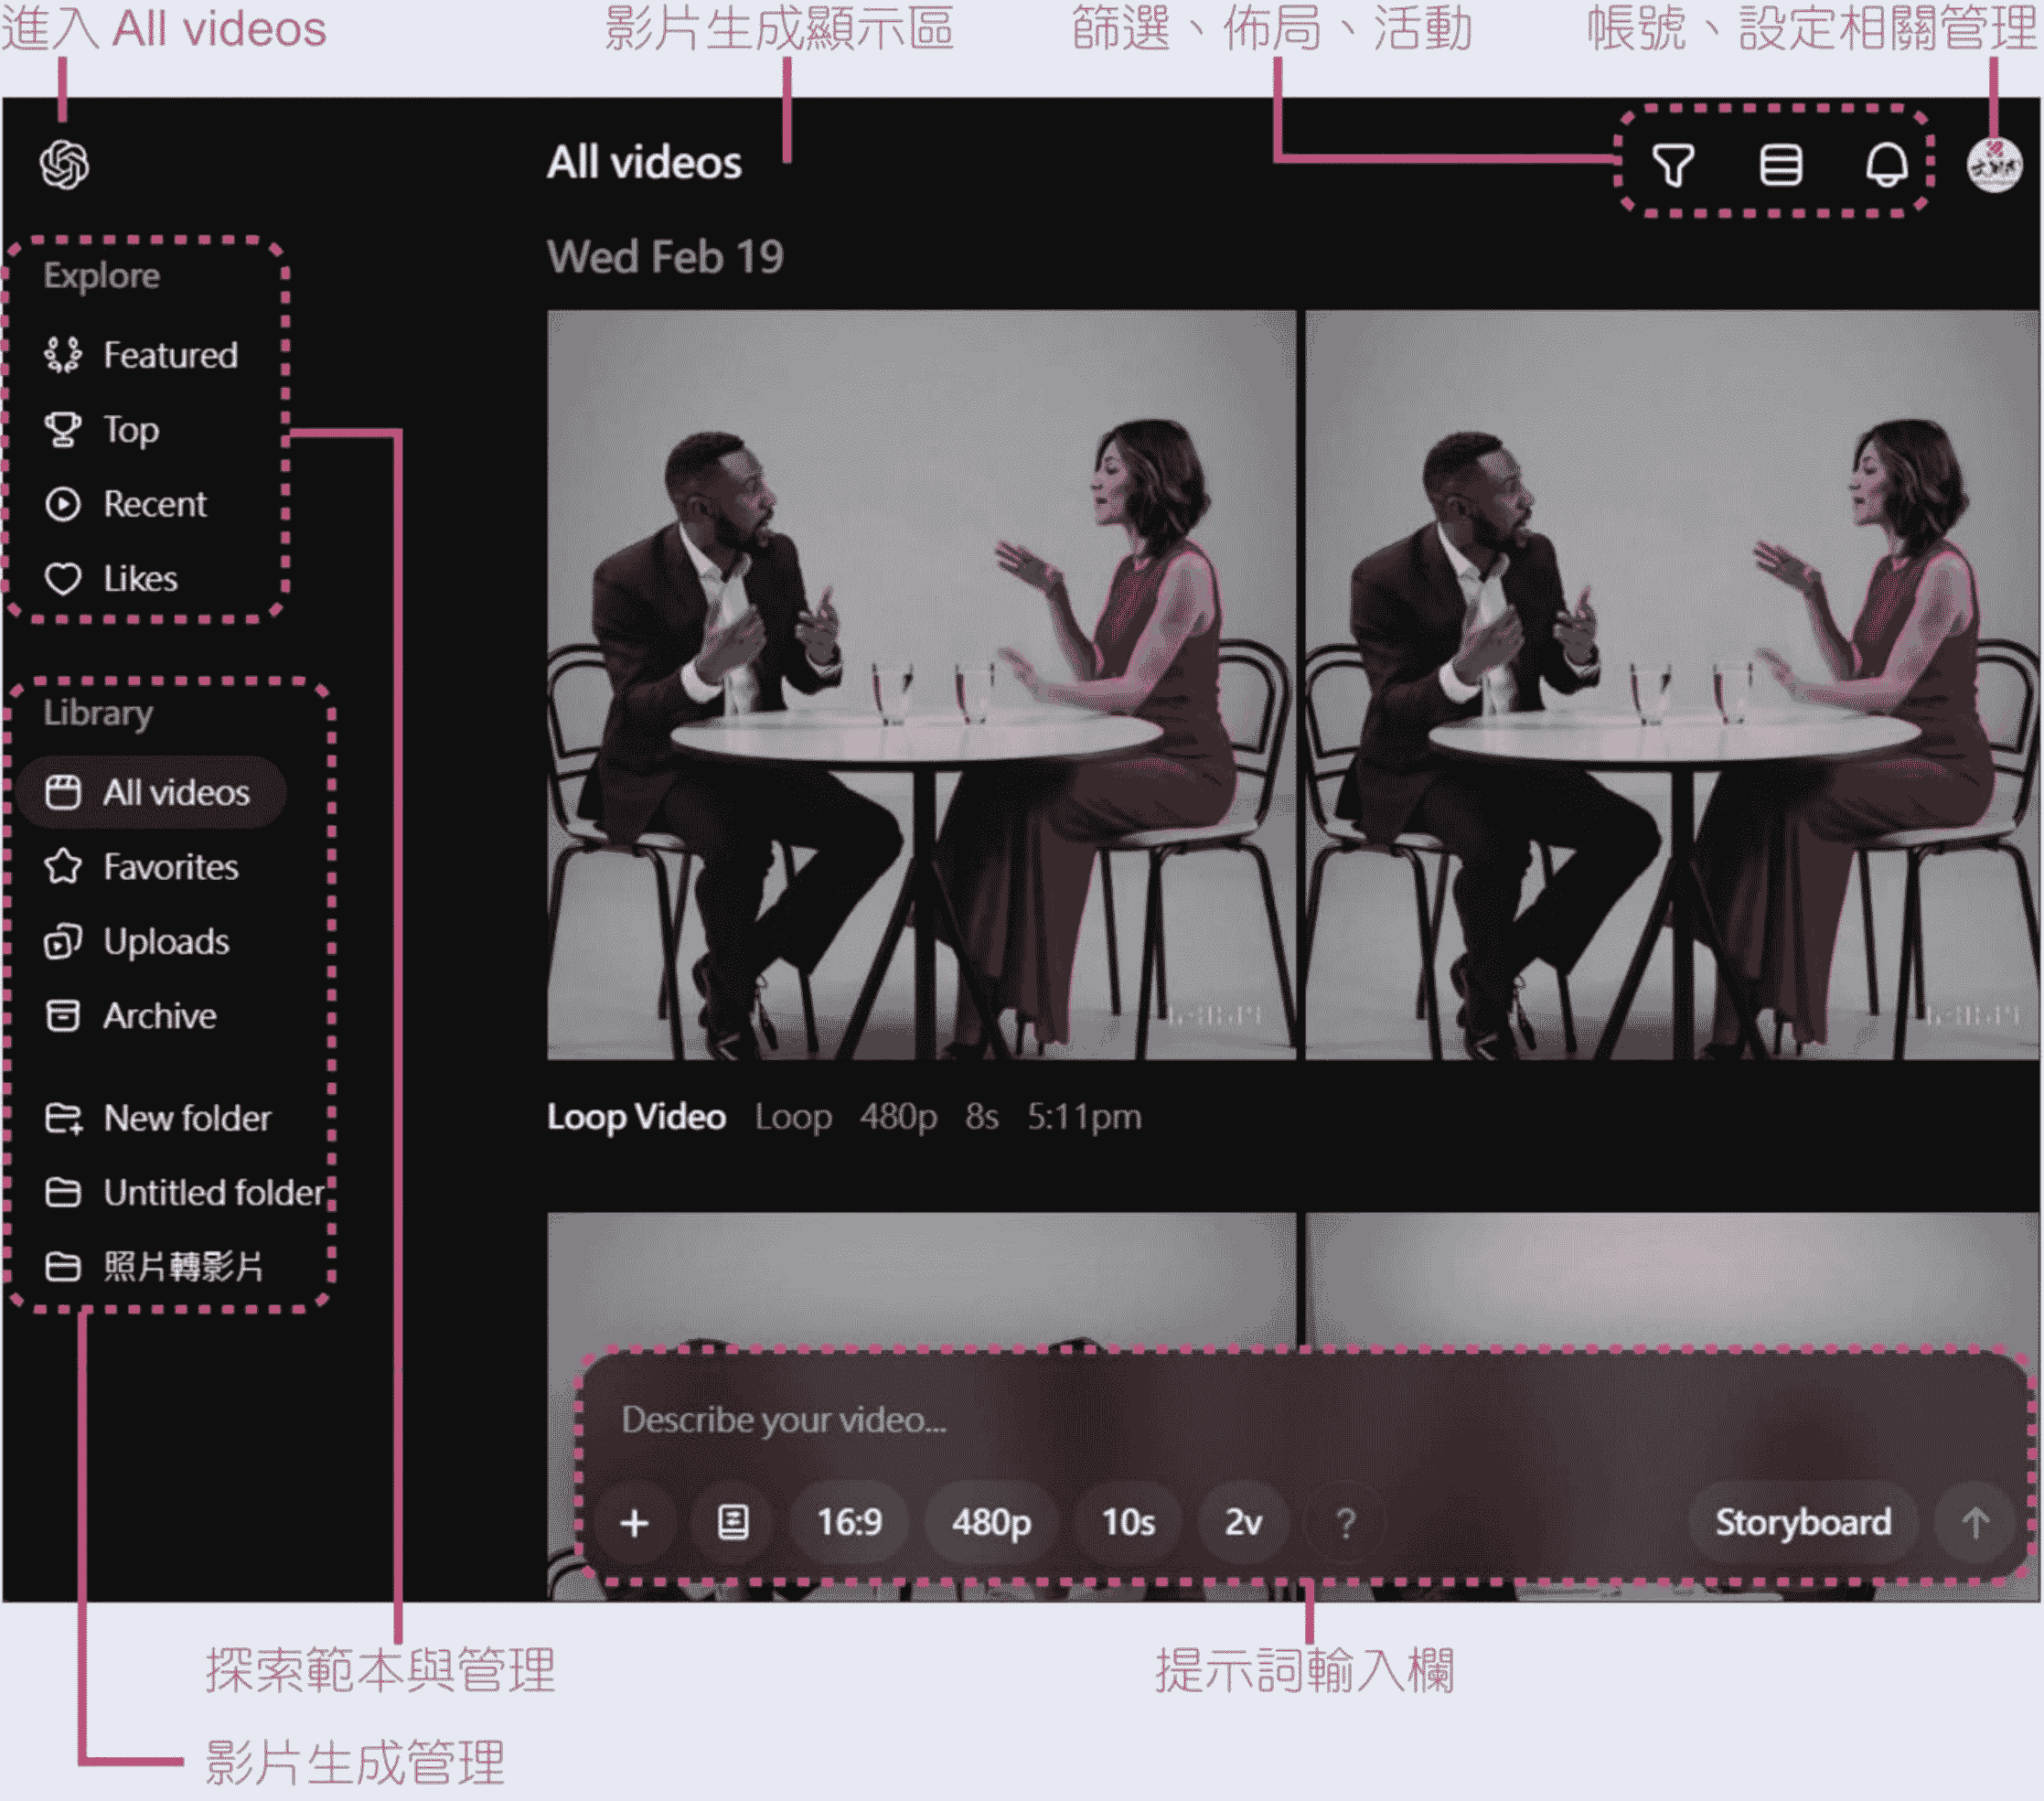 進入 All videos
影片生成顯示區
篩選、佈局、活動
帳號、設定相關管理
All videos
Wed Feb 19
Explore
Featured
Top
Recent
Likes
Library
All videos
Favorites
Uploads
Archive
New folder
Untitled folder
照片轉影片
Loop Video Loop 480p 8s 5:11pm
Describe your video...
+ 16:9 480p 10s 2v ? Storyboard
探索範本與管理
提示詞輸入欄
影片生成管理